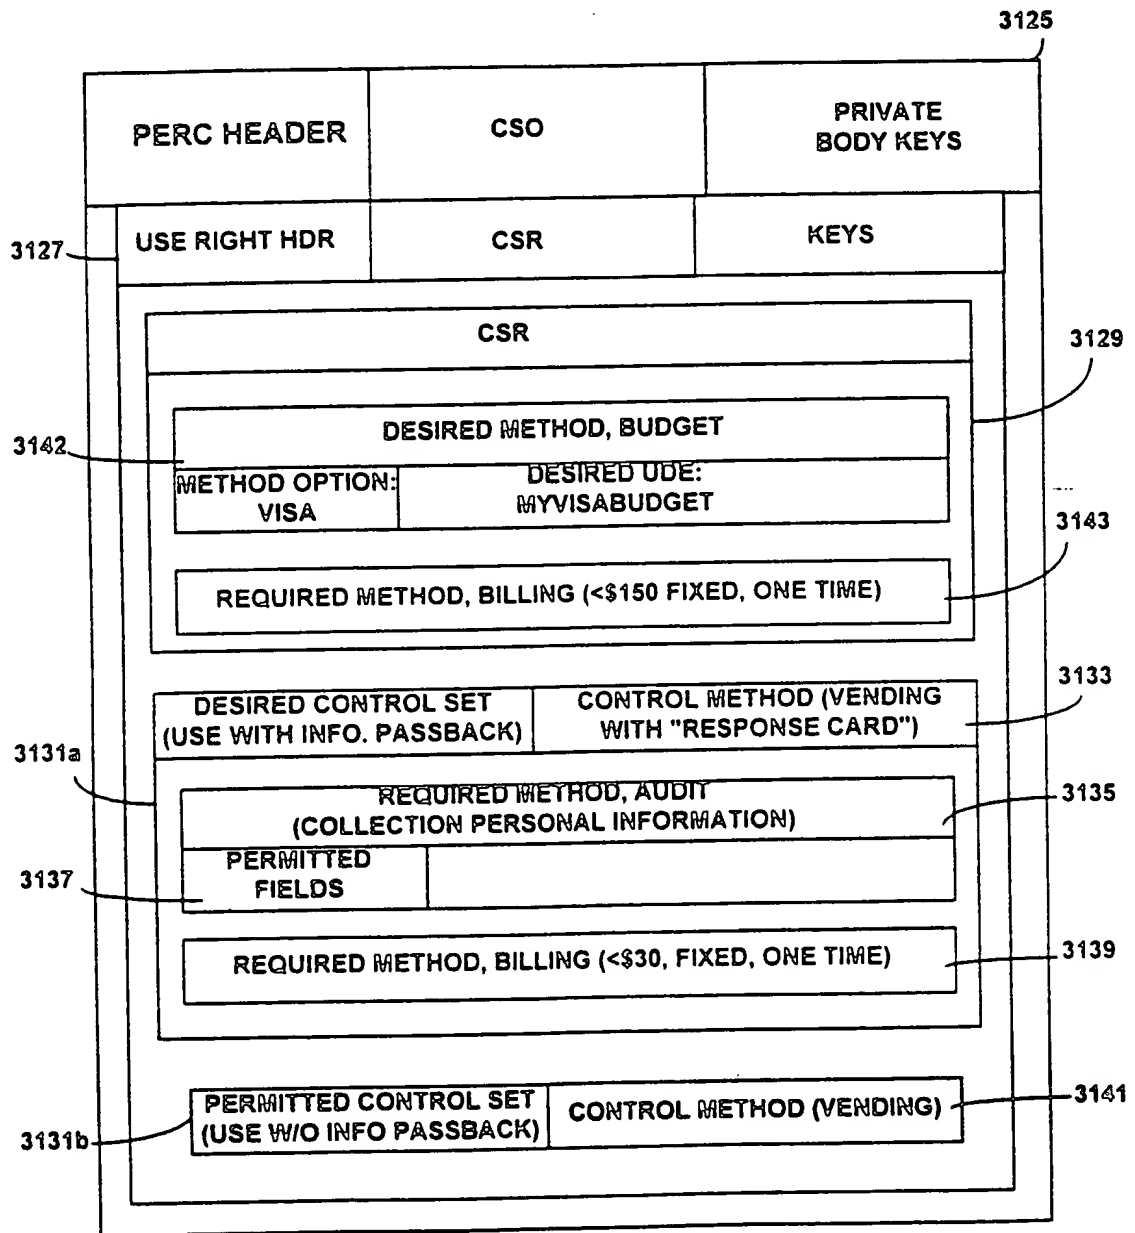 3125
PERC HEADER
CSO
PRIVATE
BODY KEYS
3127
USE RIGHT HDR
CSR
KEYS
CSR
3129
DESIRED METHOD, BUDGET
3142
METHOD OPTION:
VISA
DESIRED UDE:
MYVISABUDGET
3143
REQUIRED METHOD, BILLING (<$150 FIXED, ONE TIME)
DESIRED CONTROL SET
(USE WITH INFO. PASSBACK)
CONTROL METHOD (VENDING
WITH "RESPONSE CARD")
3133
3131a
REQUIRED METHOD, AUDIT
(COLLECTION PERSONAL INFORMATION)
3135
3137
PERMITTED
FIELDS
REQUIRED METHOD, BILLING (<$30, FIXED, ONE TIME)
3139
PERMITTED CONTROL SET
(USE W/O INFO PASSBACK)
CONTROL METHOD (VENDING)
3141
3131b